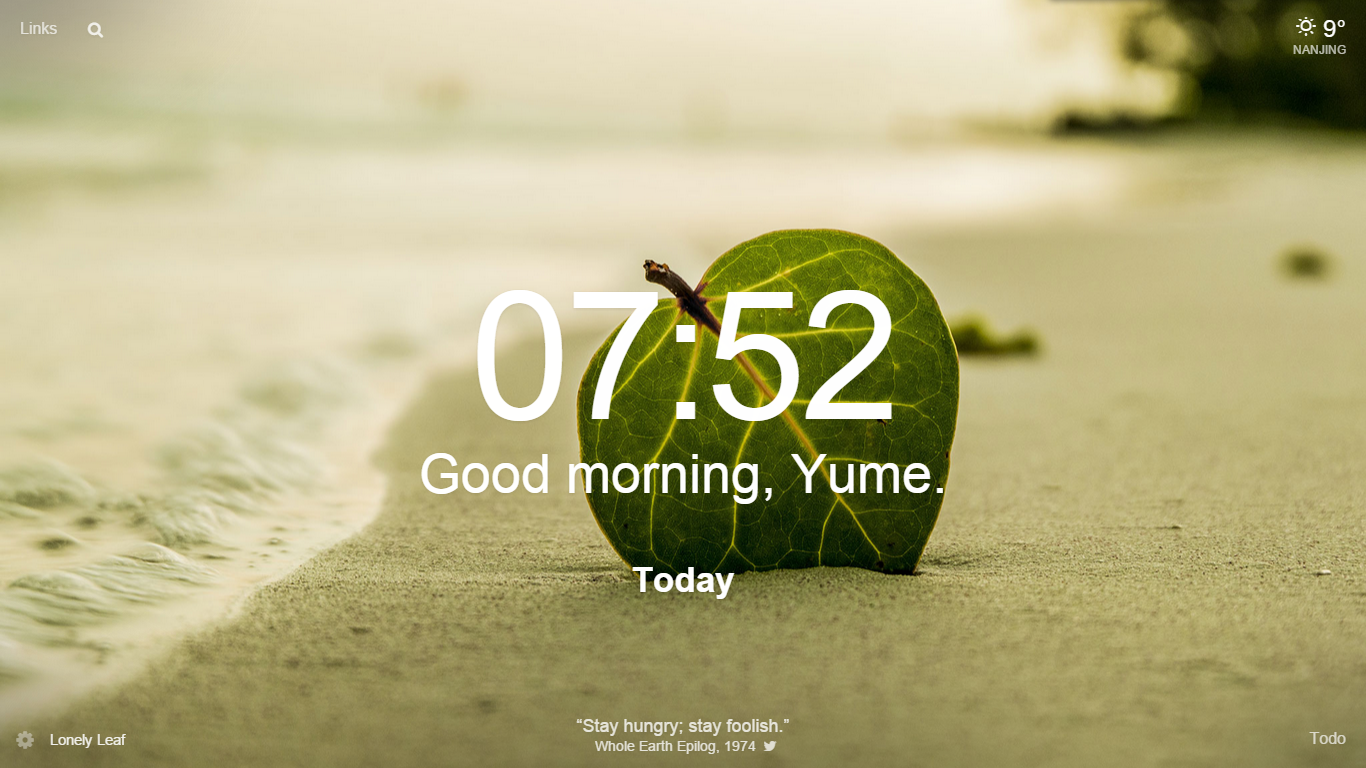 Links
9°
NANJING
07:52
Good morning, Yume.
Today
“Stay hungry; stay foolish.”
Whole Earth Epilog, 1974
Lonely Leaf
Todo